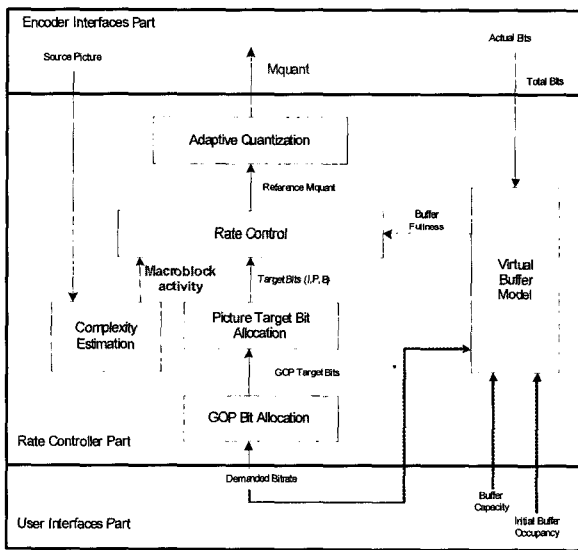 Encoder Interfaces Part
Actual Bits
Source Picture
Mquant
Total Bits
Adaptive Quantization
Reference Mquant
Buffer
Fullness
Rate Control
Virtual
Buffer
Model
Macroblock
activity
Target Bits (I,P,B)
Complexity
Estimation
Picture Target Bit
Allocation
GOP Target Bits
GOP Bit Allocation
Rate Controller Part
Demanded Bitrate
Buffer
Capacity
Initial Buffer
Occupancy
User Interfaces Part